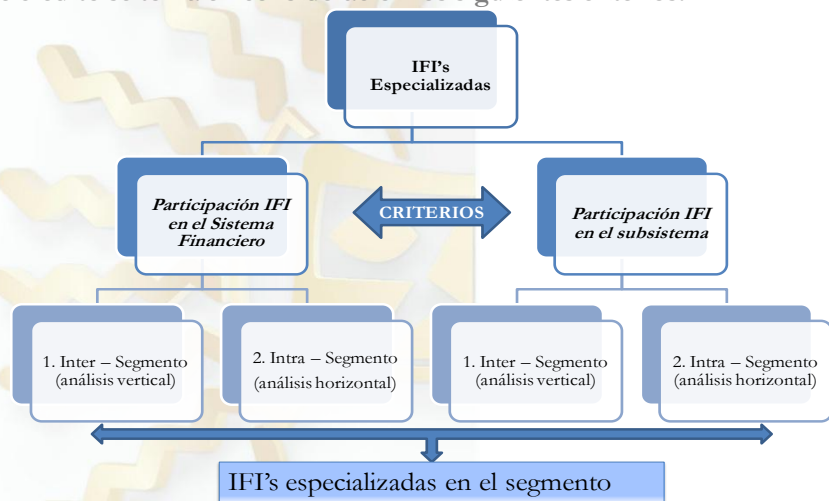 IFI's
Especializadas
Participación IFI
en el Sistema
Financiero
CRITERIOS
Participación IFI
en el subsistema
1. Inter – Segmento
(análisis vertical)
2. Intra – Segmento
(análisis horizontal)
1. Inter – Segmento
(análisis vertical)
2. Intra – Segmento
(análisis horizontal)
IFI's especializadas en el segmento